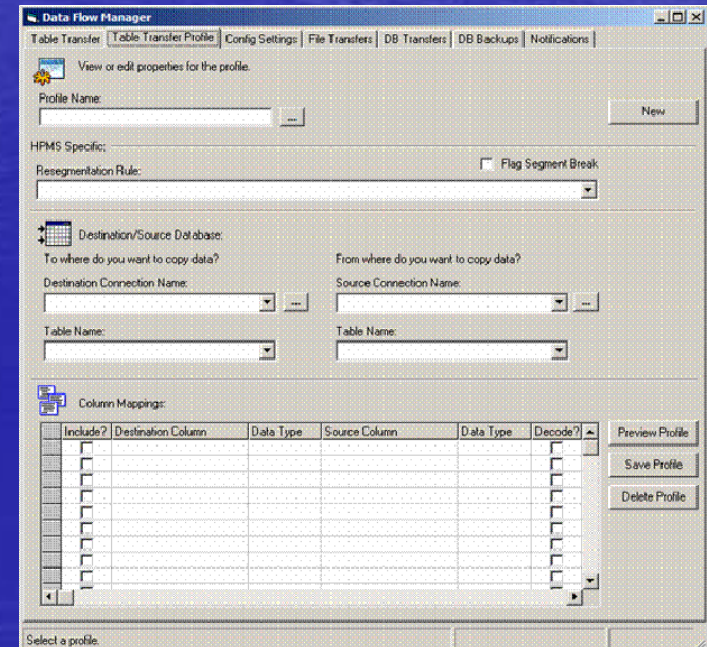 Data Flow Manager
Table Transfer Table Transfer Profile Config Settings File Transfers DB Transfers DB Backups Notifications
View or edit properties for the profile.
Profile Name:
...
New
HPMS Specific:
Flag Segment Break
Resegmentation Rule:
Destination/Source Database:
To where do you want to copy data? From where do you want to copy data?
Destination Connection Name: ... Source Connection Name: ...
Table Name: Table Name:
Column Mappings:
Include? Destination Column Data Type Source Column Data Type Decode?
Preview Profile
Save Profile
Delete Profile
Select a profile.